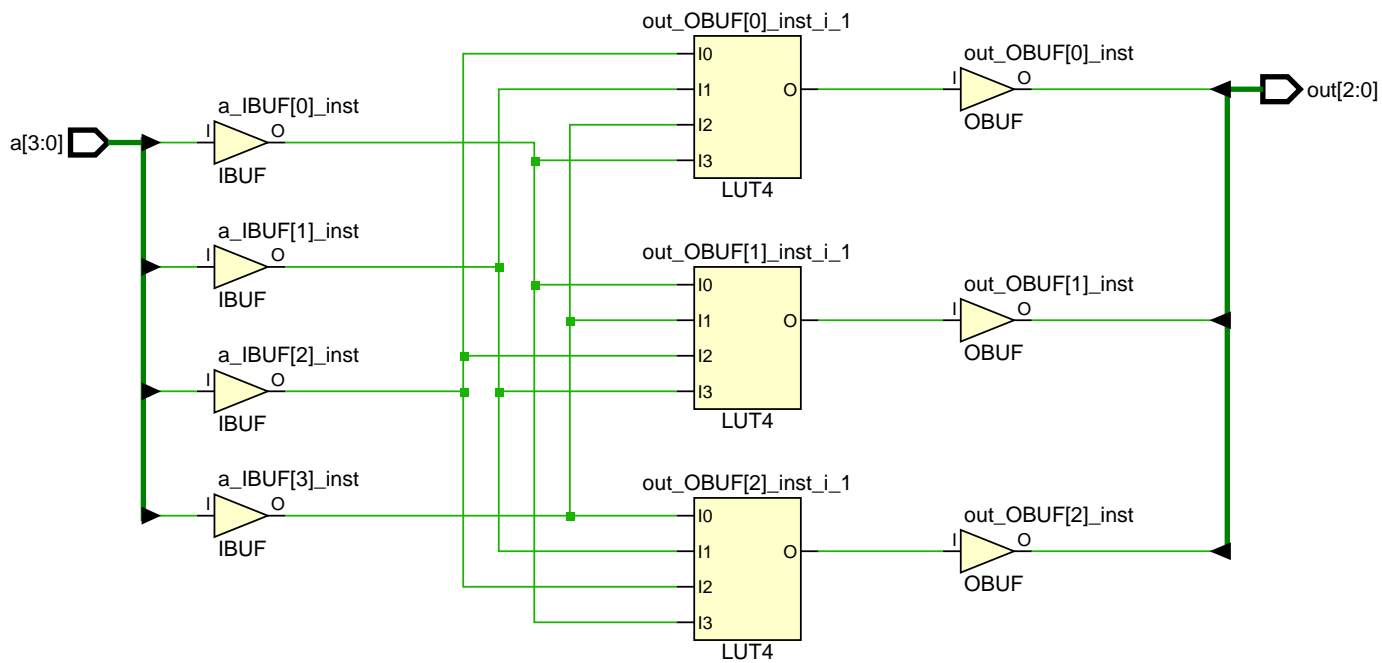 a[3:0]
a_IBUF[0]_inst
I
O
IBUF
a_IBUF[1]_inst
I
O
IBUF
a_IBUF[2]_inst
I
O
IBUF
a_IBUF[3]_inst
I
O
IBUF
out_OBUF[0]_inst_i_1
I0
I1
I2
I3
O
LUT4
out_OBUF[1]_inst_i_1
I0
I1
I2
I3
O
LUT4
out_OBUF[2]_inst_i_1
I0
I1
I2
I3
O
LUT4
out_OBUF[0]_inst
I
O
OBUF
out_OBUF[1]_inst
I
O
OBUF
out_OBUF[2]_inst
I
O
OBUF
out[2:0]